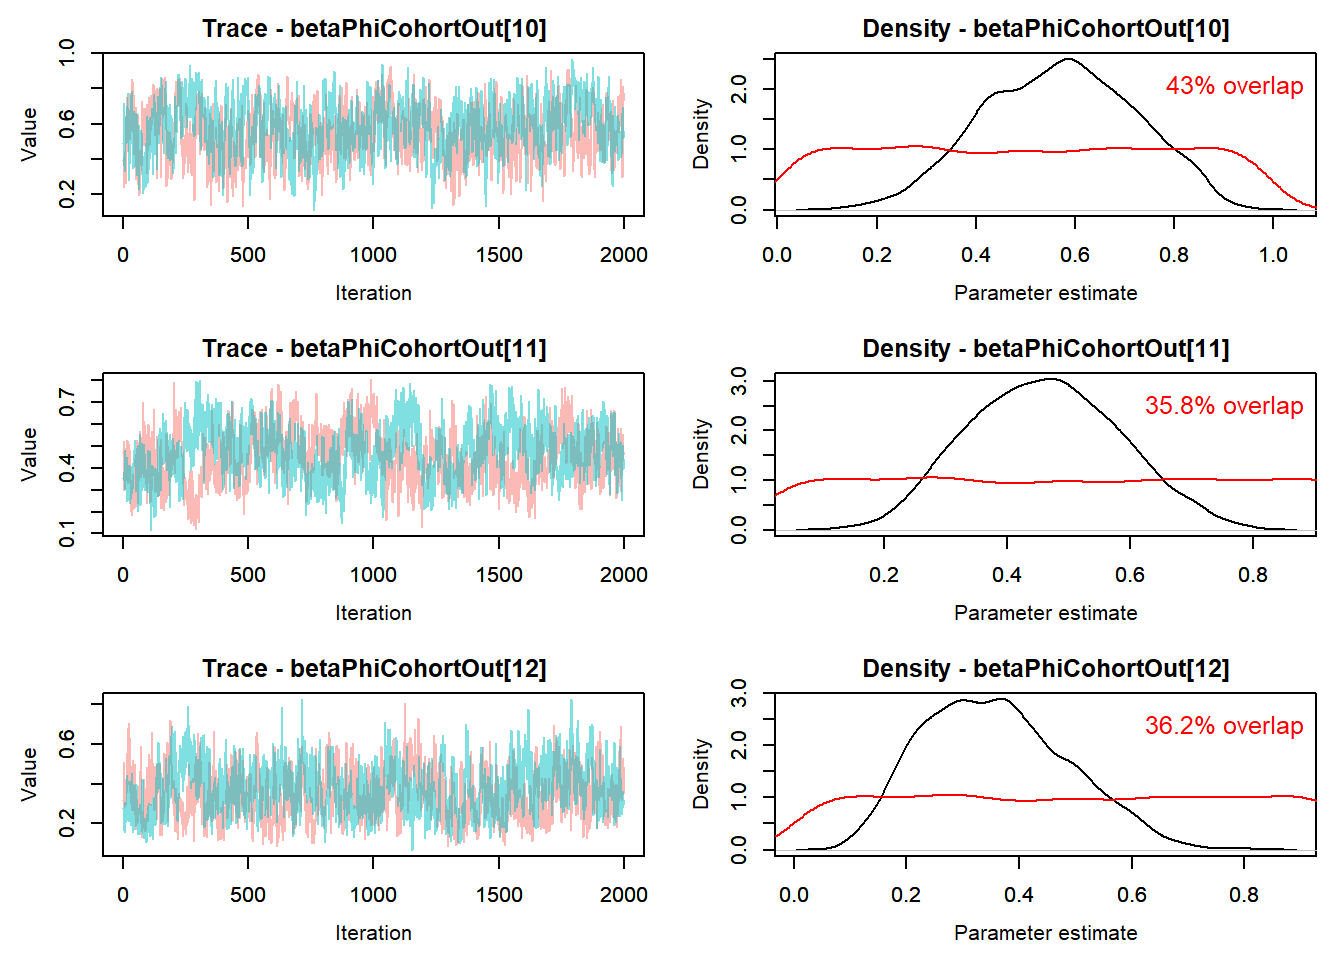 Trace - betaPhiCohortOut[10]
Value
0.2
0.6
1.0
0
500
1000
1500
2000
Iteration
Density - betaPhiCohortOut[10]
43% overlap
Density
0.0
1.0
2.0
0.0
0.2
0.4
0.6
0.8
1.0
Parameter estimate
Trace - betaPhiCohortOut[11]
Value
0.1
0.4
0.7
0
500
1000
1500
2000
Iteration
Density - betaPhiCohortOut[11]
35.8% overlap
Density
0.0
1.0
2.0
3.0
0.2
0.4
0.6
0.8
Parameter estimate
Trace - betaPhiCohortOut[12]
Value
0.2
0.6
0
500
1000
1500
2000
Iteration
Density - betaPhiCohortOut[12]
36.2% overlap
Density
0.0
1.0
2.0
3.0
0.0
0.2
0.4
0.6
0.8
Parameter estimate